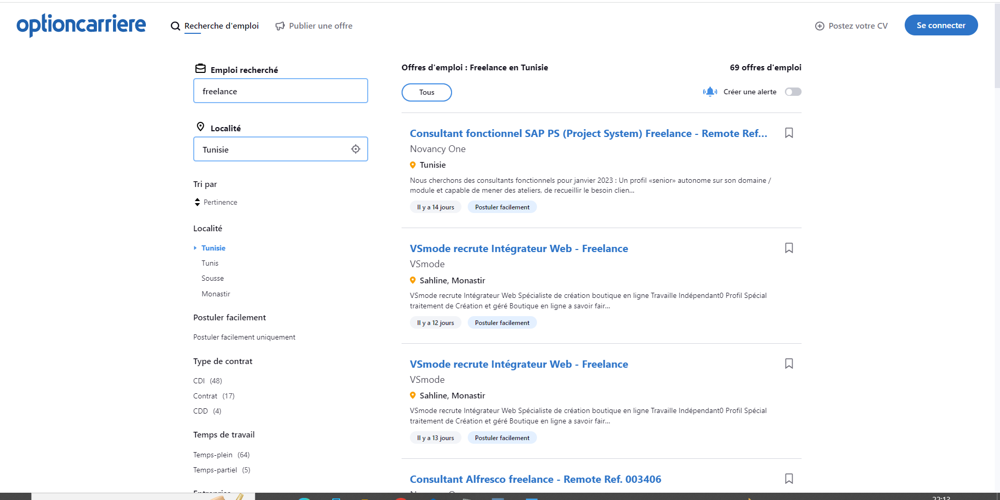 optioncarriere
Recherche d'emploi
Publier une offre
Postez votre CV
Se connecter
Emploi recherché
freelance
Localité
Tunisie
Tri par
Pertinence
Localité
Tunisie
Tunis
Sousse
Monastir
Postuler facilement
Postuler facilement uniquement
Type de contrat
CDI (48)
Contrat (17)
CDD (4)
Temps de travail
Temps-plein (64)
Temps-partiel (5)
Offres d'emploi : Freelance en Tunisie
69 offres d'emploi
Tous
Créer une alerte
Consultant fonctionnel SAP PS (Project System) Freelance - Remote Ref...
Novancy One
Tunisie
Nous cherchons des consultants fonctionnels pour janvier 2023 : Un profil «senior» autonome sur son domaine /
module et capable de mener des ateliers, de recueillir le besoin clien...
Il y a 14 jours
Postuler facilement
VSmode recrute Intégrateur Web - Freelance
VSmode
Sahline, Monastir
VSmode recrute Intégrateur Web Spécialiste de création boutique en ligne Travaille Indépendant0 Profil Spécial
traitement de Création et géré Boutique en ligne a savoir fair...
Il y a 12 jours
Postuler facilement
VSmode recrute Intégrateur Web - Freelance
VSmode
Sahline, Monastir
VSmode recrute Intégrateur Web Spécialiste de création boutique en ligne Travaille Indépendant0 Profil Spécial
traitement de Création et géré Boutique en ligne a savoir fair...
Il y a 13 jours
Postuler facilement
Consultant Alfresco freelance - Remote Ref. 003406